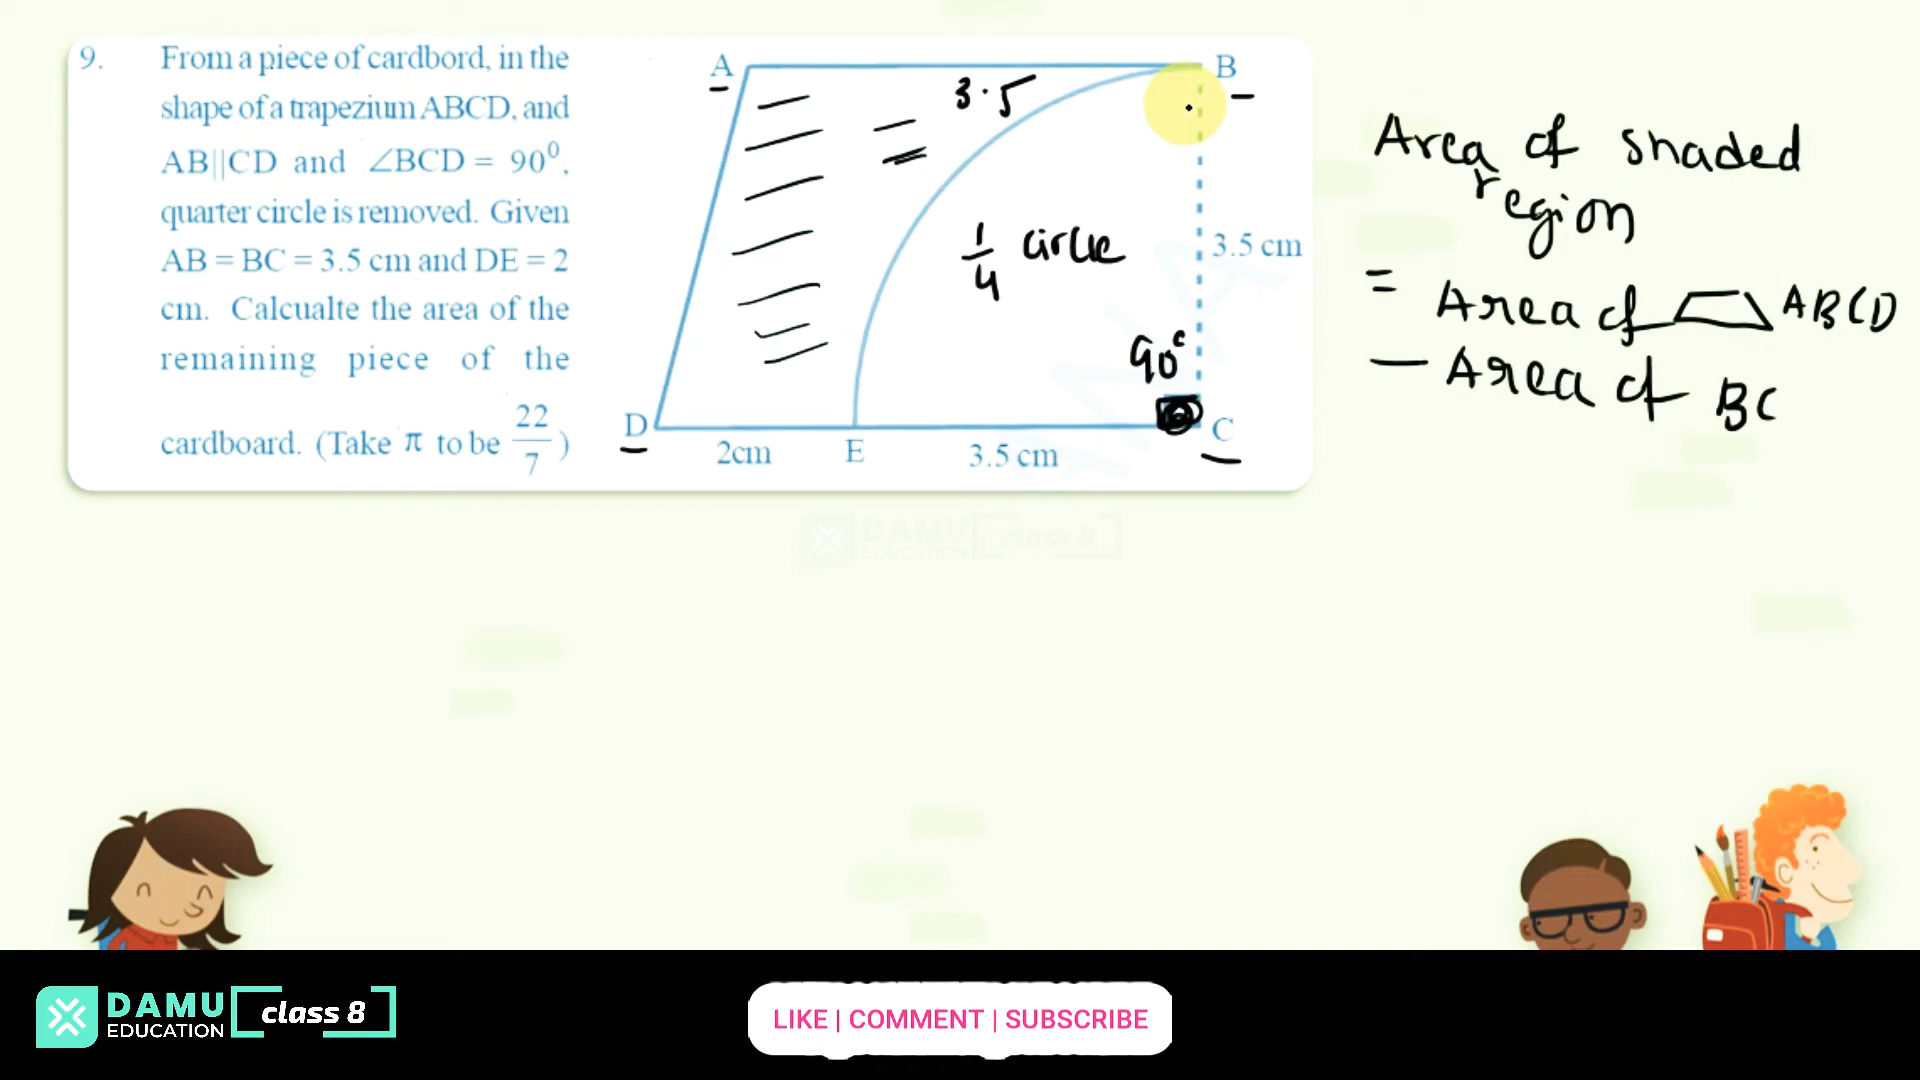 9. From a piece of cardbord, in the
shape of a trapezium ABCD, and
AB||CD and ∠BCD = 90⁰,
quarter circle is removed. Given
AB = BC = 3.5 cm and DE = 2
cm. Calcualte the area of the
remaining piece of the
cardboard. (Take π to be 22/7)
A
B
3.5
1/4 circle
3.5 cm
90°
D
2cm
E
3.5 cm
C
Area of shaded
region
= Area of ABCD
— Area of BC
DAMU
EDUCATION
class 8
DAMU
EDUCATION
class 8
LIKE | COMMENT | SUBSCRIBE